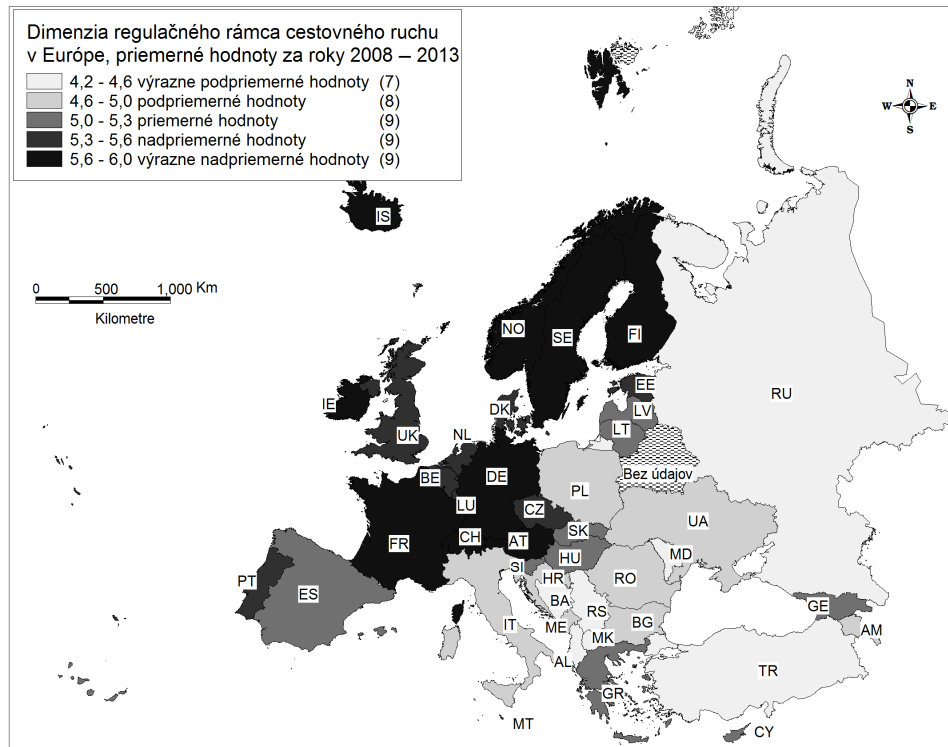 Dimenzia regulačného rámca cestovného ruchu
v Európe, priemerné hodnoty za roky 2008 – 2013
4,2 - 4,6 výrazne podpriemerné hodnoty (7)
4,6 - 5,0 podpriemerné hodnoty (8)
5,0 - 5,3 priemerné hodnoty (9)
5,3 - 5,6 nadpriemerné hodnoty (9)
5,6 - 6,0 výrazne nadpriemerné hodnoty (9)
N
W E
S
IS
0 500 1,000 Km
Kilometre
NO
SE
FI
RU
EE
IE
DK
LV
LT
UK
NL
BE
DE
Bez údajov
PL
LU
CZ
UA
SK
CH
AT
FR
HU
MD
SI
HR
RO
PT
ES
BA
RS
GE
IT
ME
BG
AM
MK
AL
TR
GR
MT
CY